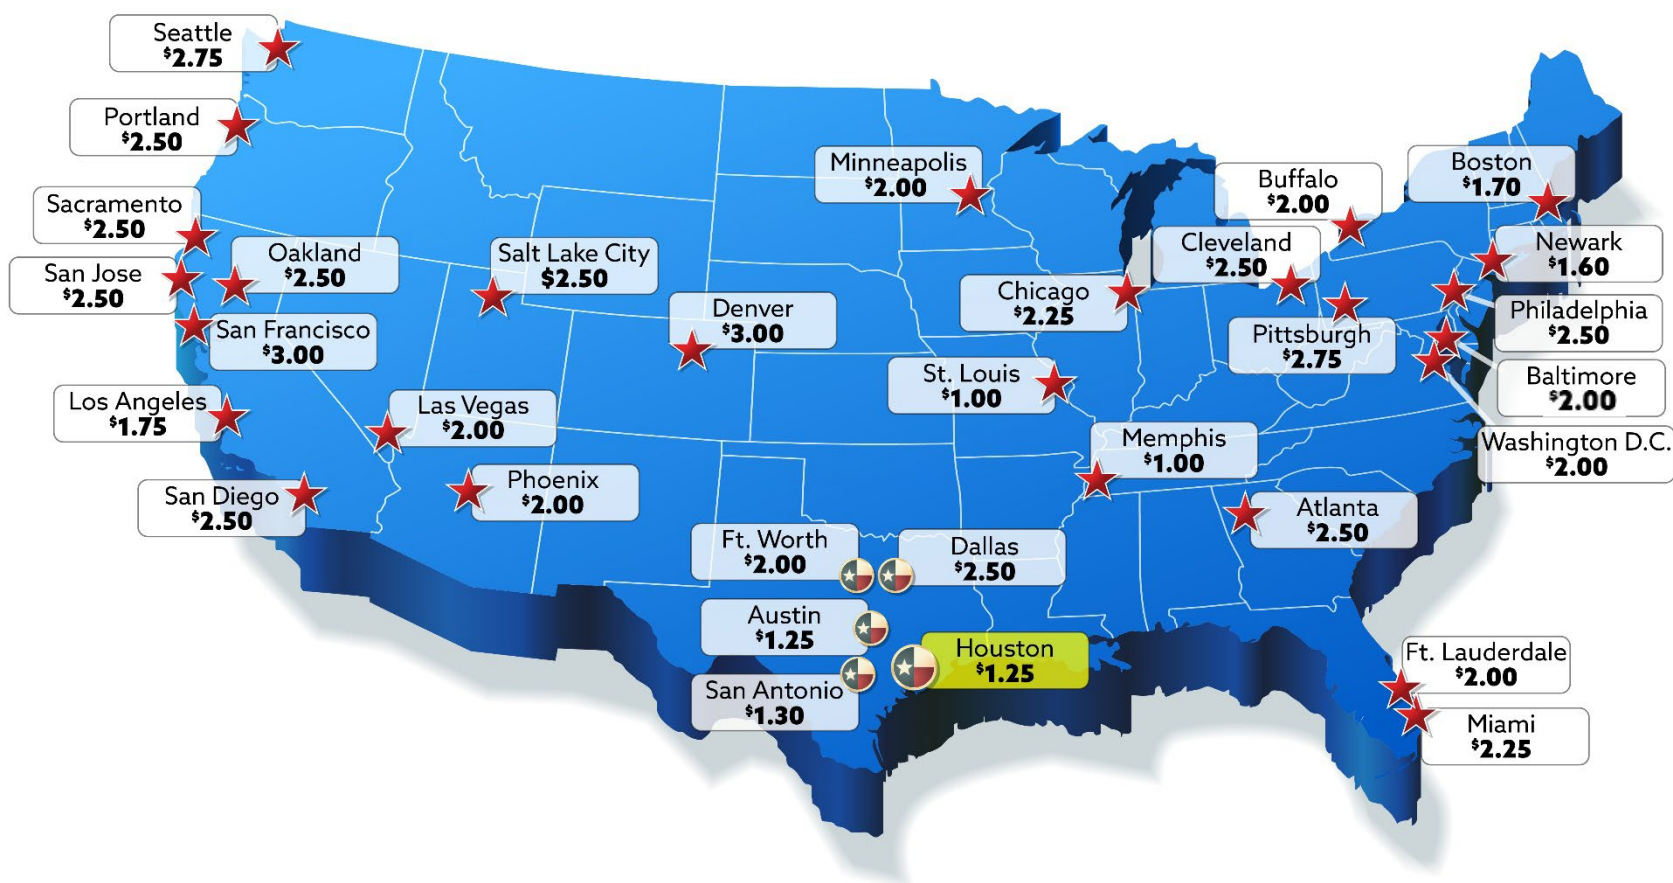 Seattle
$2.75
Portland
$2.50
Sacramento
$2.50
San Jose
$2.50
Oakland
$2.50
San Francisco
$3.00
Los Angeles
$1.75
San Diego
$2.50
Las Vegas
$2.00
Phoenix
$2.00
Salt Lake City
$2.50
Denver
$3.00
Minneapolis
$2.00
Chicago
$2.25
St. Louis
$1.00
Memphis
$1.00
Ft. Worth
$2.00
Dallas
$2.50
Austin
$1.25
San Antonio
$1.30
Houston
$1.25
Buffalo
$2.00
Cleveland
$2.50
Pittsburgh
$2.75
Boston
$1.70
Newark
$1.60
Philadelphia
$2.50
Baltimore
$2.00
Washington D.C.
$2.00
Atlanta
$2.50
Ft. Lauderdale
$2.00
Miami
$2.25